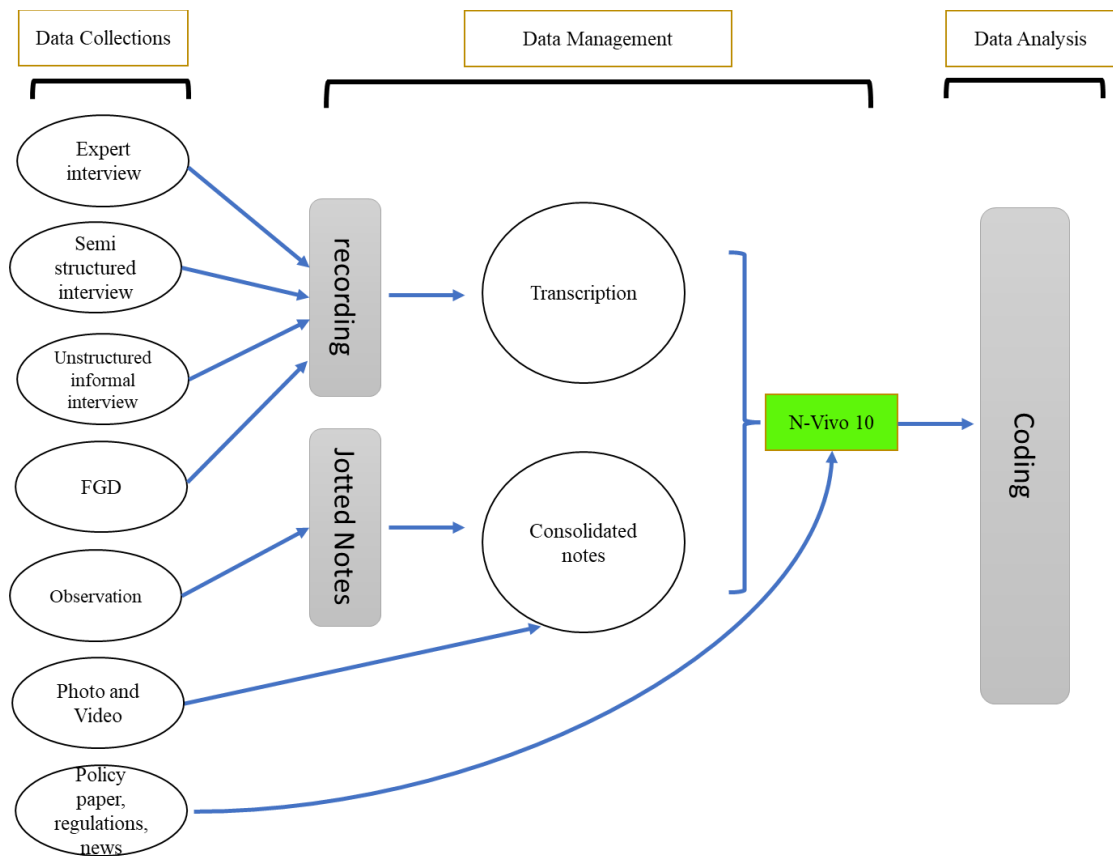 Data Collections
Data Management
Data Analysis
Expert
interview
Semi
structured
interview
Unstructured
informal
interview
FGD
Observation
Photo and
Video
Policy
paper,
regulations,
news
recording
Jotted Notes
Transcription
Consolidated
notes
N-Vivo 10
Coding